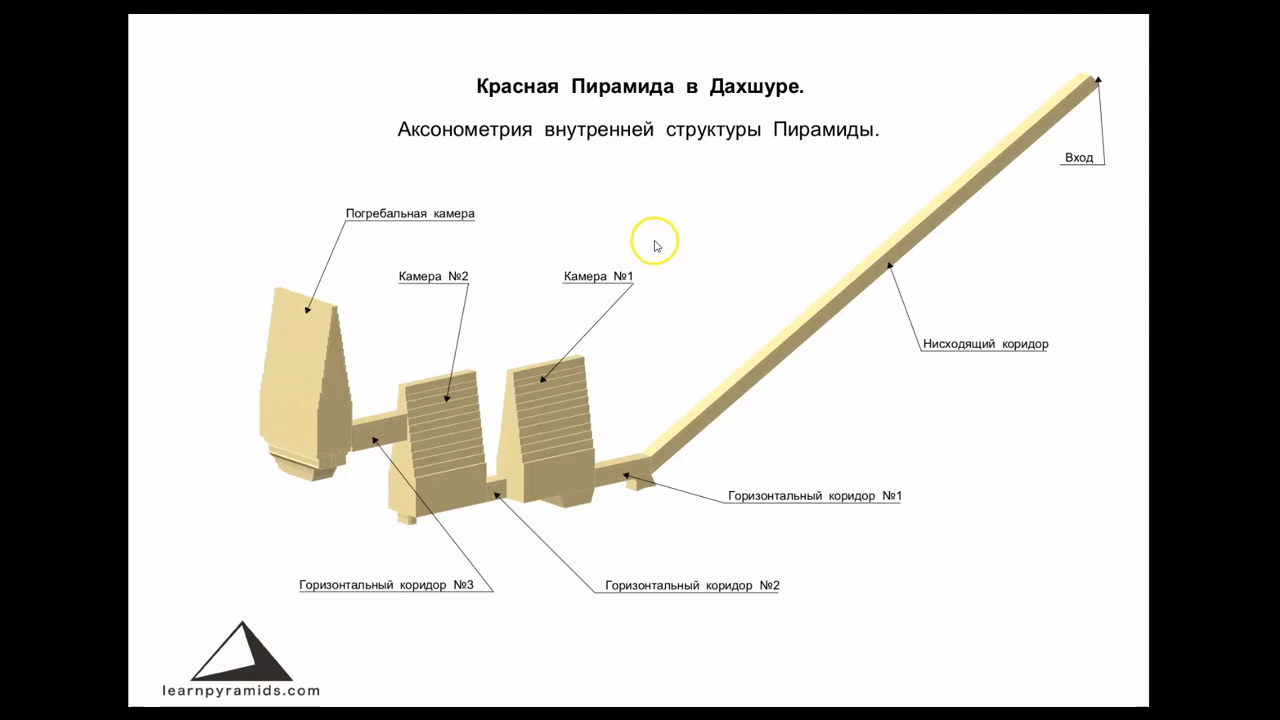 Красная Пирамида в Дахшуре.
Аксонометрия внутренней структуры Пирамиды.
Вход
Погребальная камера
Камера №2
Камера №1
Нисходящий коридор
Горизонтальный коридор №1
Горизонтальный коридор №3
Горизонтальный коридор №2
learnpyramids.com